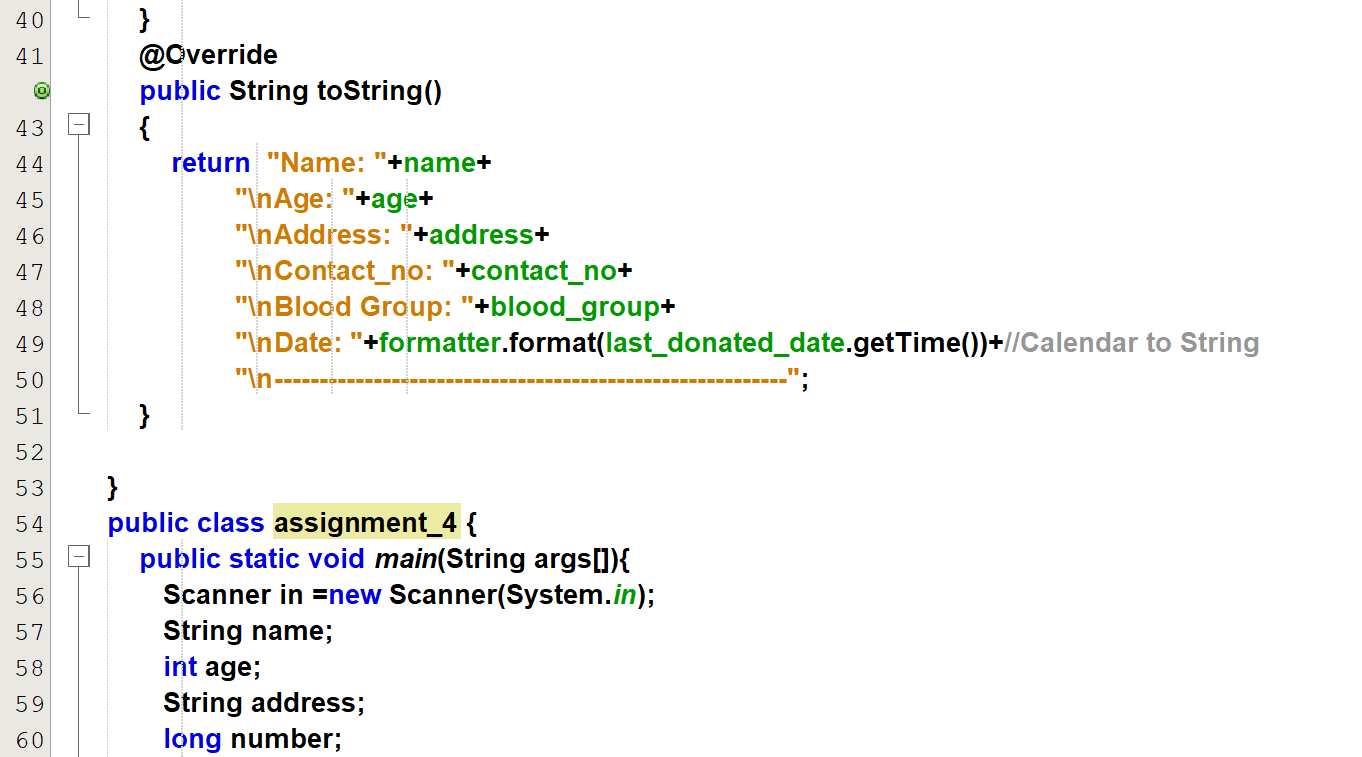 40 }
41 @Override
public String toString()
43 {
44 return "Name: "+name+
45 "\nAge: "+age+
46 "\nAddress: "+address+
47 "\nContact_no: "+contact_no+
48 "\nBlood Group: "+blood_group+
49 "\nDate: "+formatter.format(last_donated_date.getTime())+//Calendar to String
50 "\n---------------------------------------------------------";
51 }
52
53 }
54 public class assignment_4 {
55 public static void main(String args[]){
56 Scanner in =new Scanner(System.in);
57 String name;
58 int age;
59 String address;
60 long number;